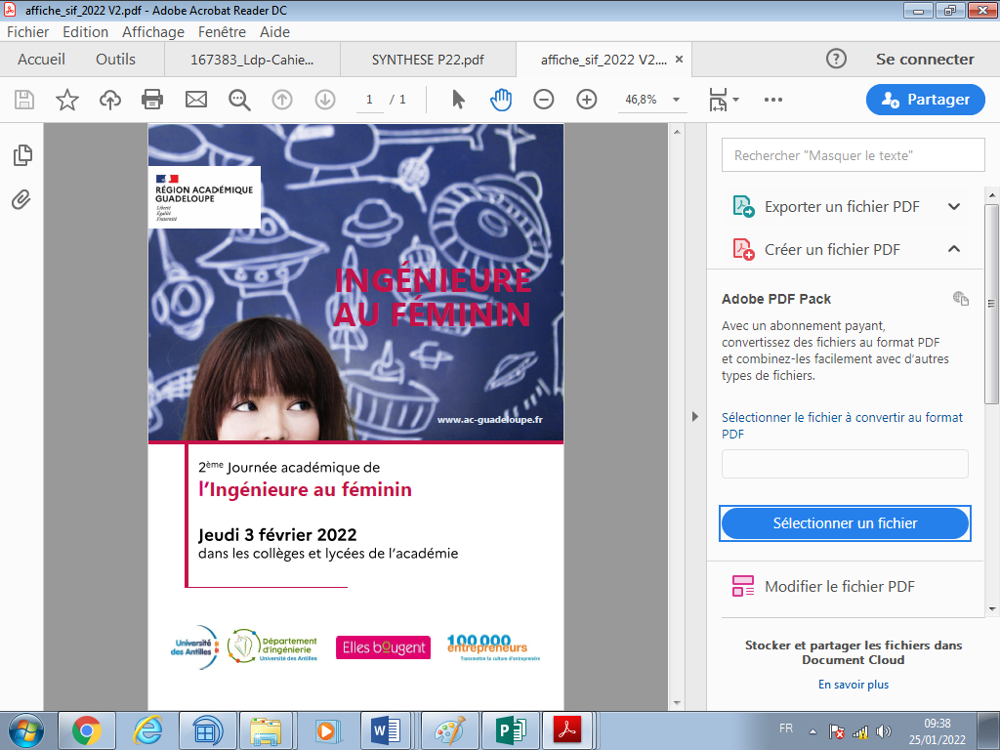 affiche_sif_2022 V2.pdf - Adobe Acrobat Reader DC
Fichier Edition Affichage Fenêtre Aide
Accueil Outils 167383_Ldp-Cahie... SYNTHESE P22.pdf affiche_sif_2022 V2.... × ? Se connecter
1 / 1 46,8% Partager
RÉGION ACADÉMIQUE
GUADELOUPE
Liberté
Égalité
Fraternité
INGÉNIEURE
AU FÉMININ
www.ac-guadeloupe.fr
2ème Journée académique de
l'Ingénieure au féminin
Jeudi 3 février 2022
dans les collèges et lycées de l'académie
Université
des Antilles
Département
d'ingénierie
Université des Antilles
Elles bougent
100 000
entrepreneurs
Transmettre la culture d'entreprendre
Rechercher "Masquer le texte"
Exporter un fichier PDF
Créer un fichier PDF
Adobe PDF Pack
Avec un abonnement payant,
convertissez des fichiers au format PDF
et combinez-les facilement avec d'autres
types de fichiers.
Sélectionner le fichier à convertir au format
PDF
Sélectionner un fichier
Modifier le fichier PDF
Stocker et partager les fichiers dans
Document Cloud
En savoir plus
FR
09:38
25/01/2022